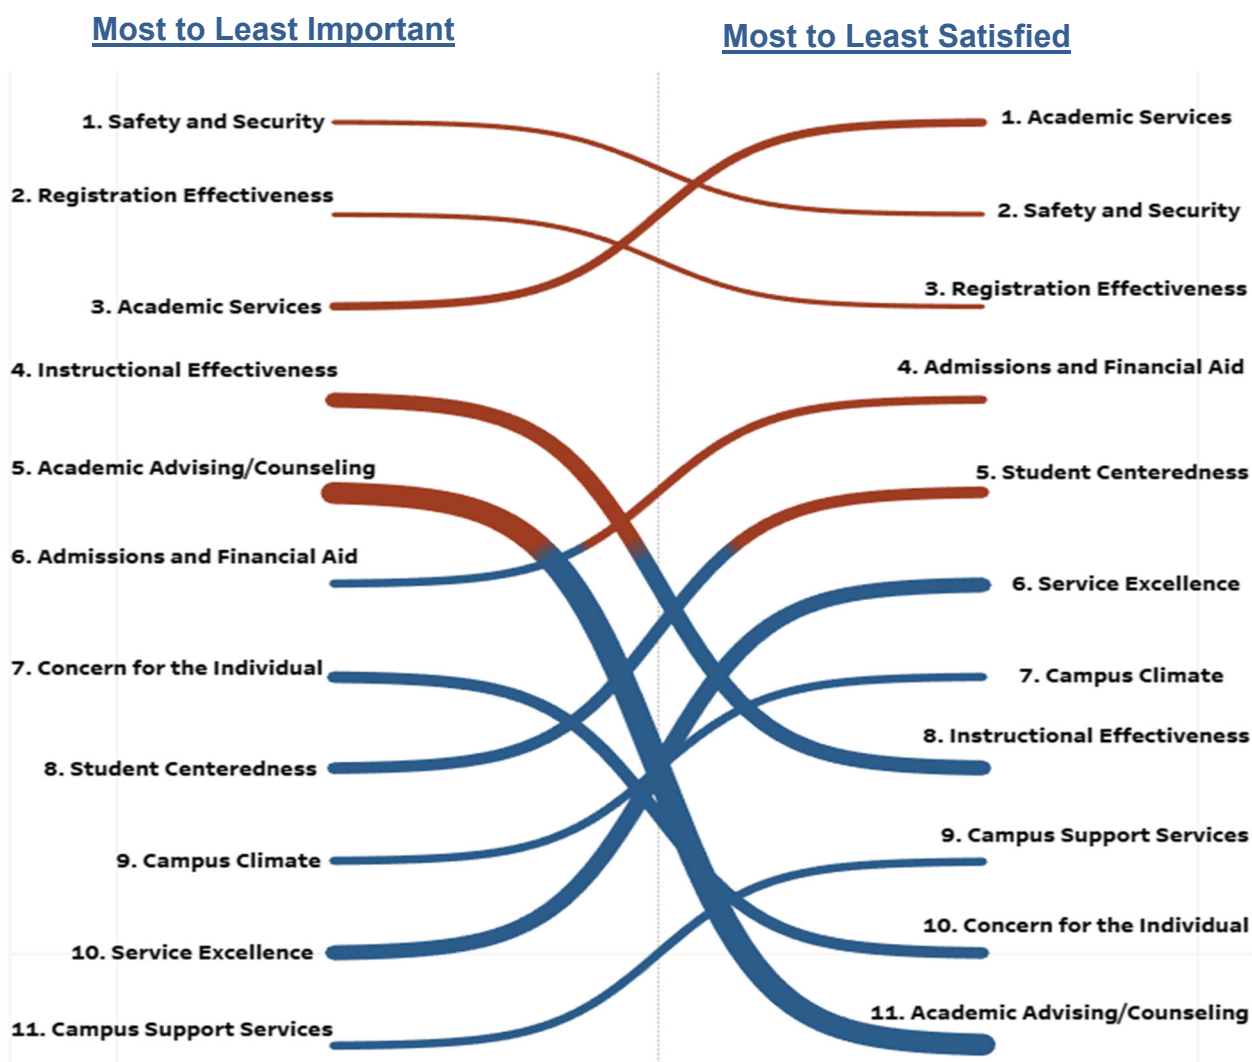 Most to Least Important
Most to Least Satisfied
1. Safety and Security
2. Registration Effectiveness
3. Academic Services
4. Instructional Effectiveness
5. Academic Advising/Counseling
6. Admissions and Financial Aid
7. Concern for the Individual
8. Student Centeredness
9. Campus Climate
10. Service Excellence
11. Campus Support Services
1. Academic Services
2. Safety and Security
3. Registration Effectiveness
4. Admissions and Financial Aid
5. Student Centeredness
6. Service Excellence
7. Campus Climate
8. Instructional Effectiveness
9. Campus Support Services
10. Concern for the Individual
11. Academic Advising/Counseling